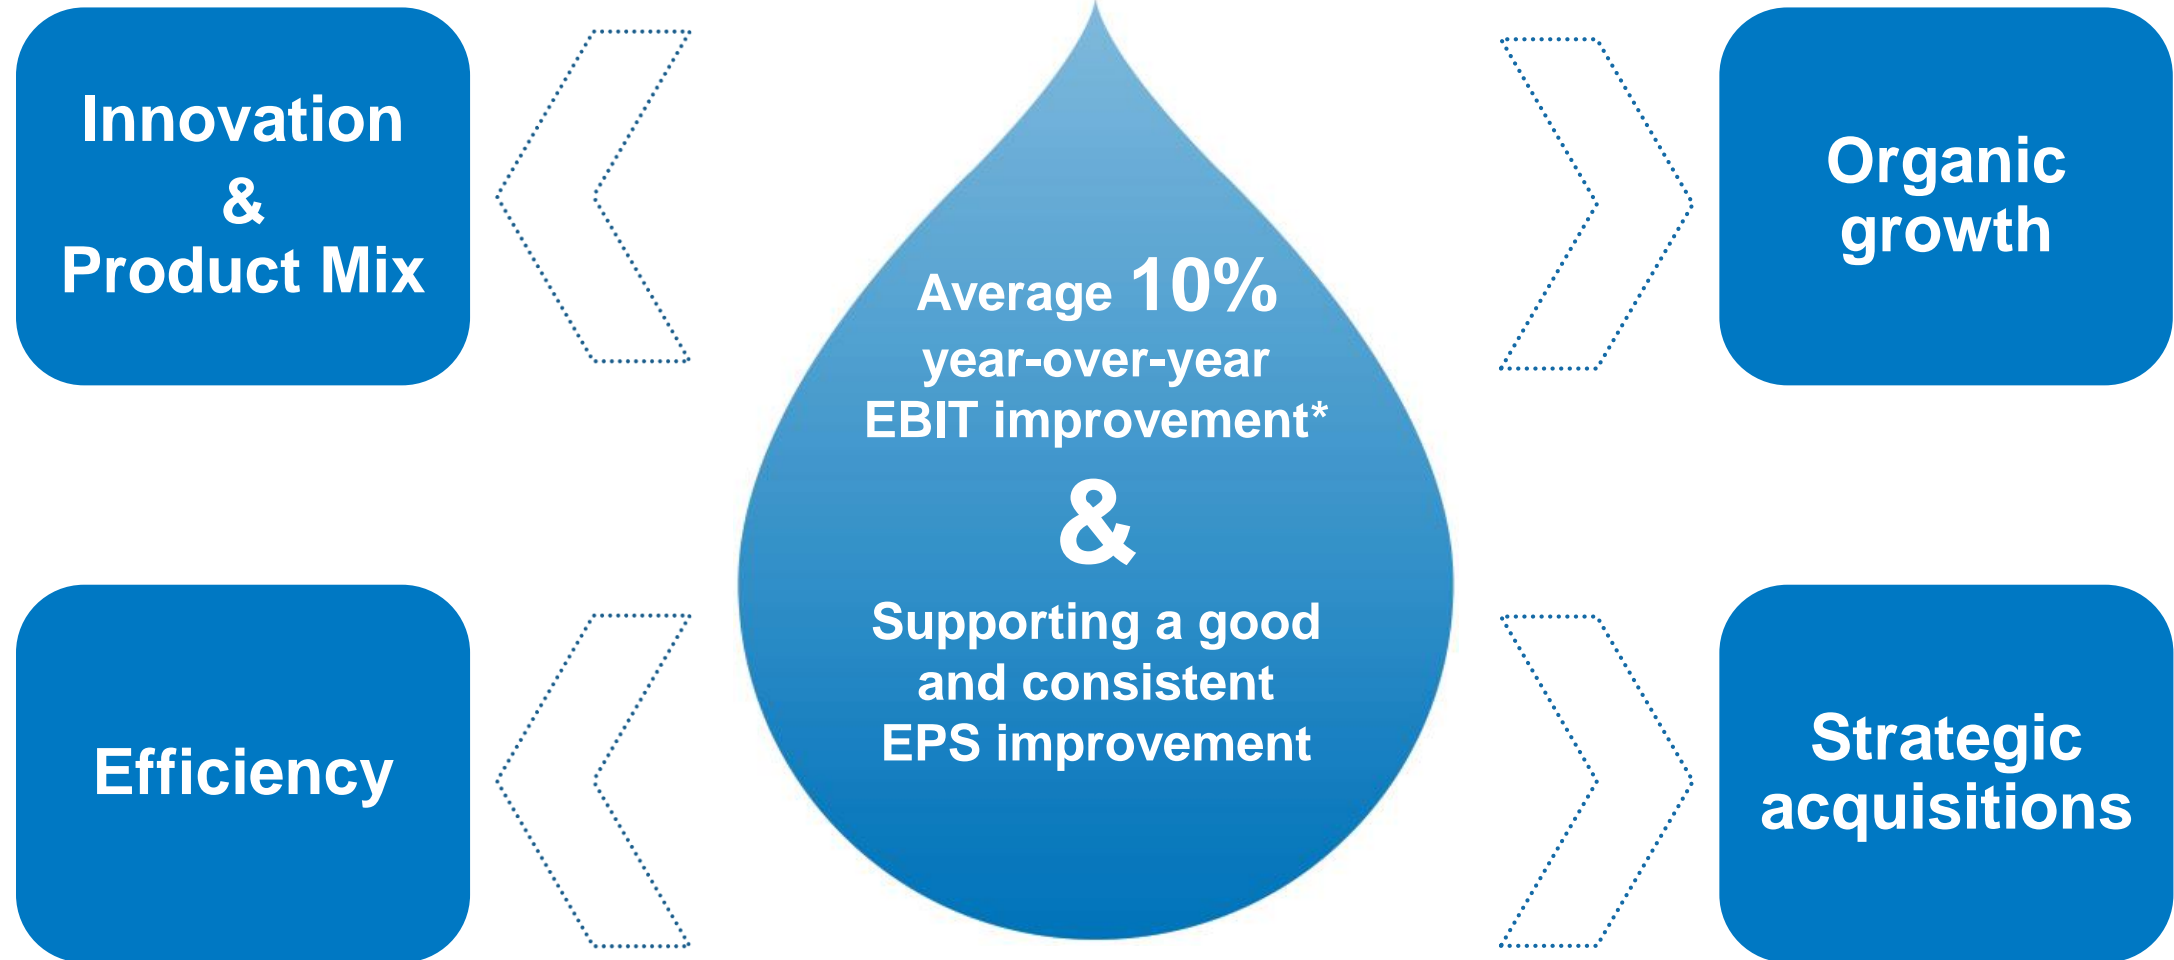 Innovation
&
Product Mix
Average 10%
year-over-year
EBIT improvement*
&
Supporting a good
and consistent
EPS improvement
Organic
growth
Efficiency
Strategic
acquisitions